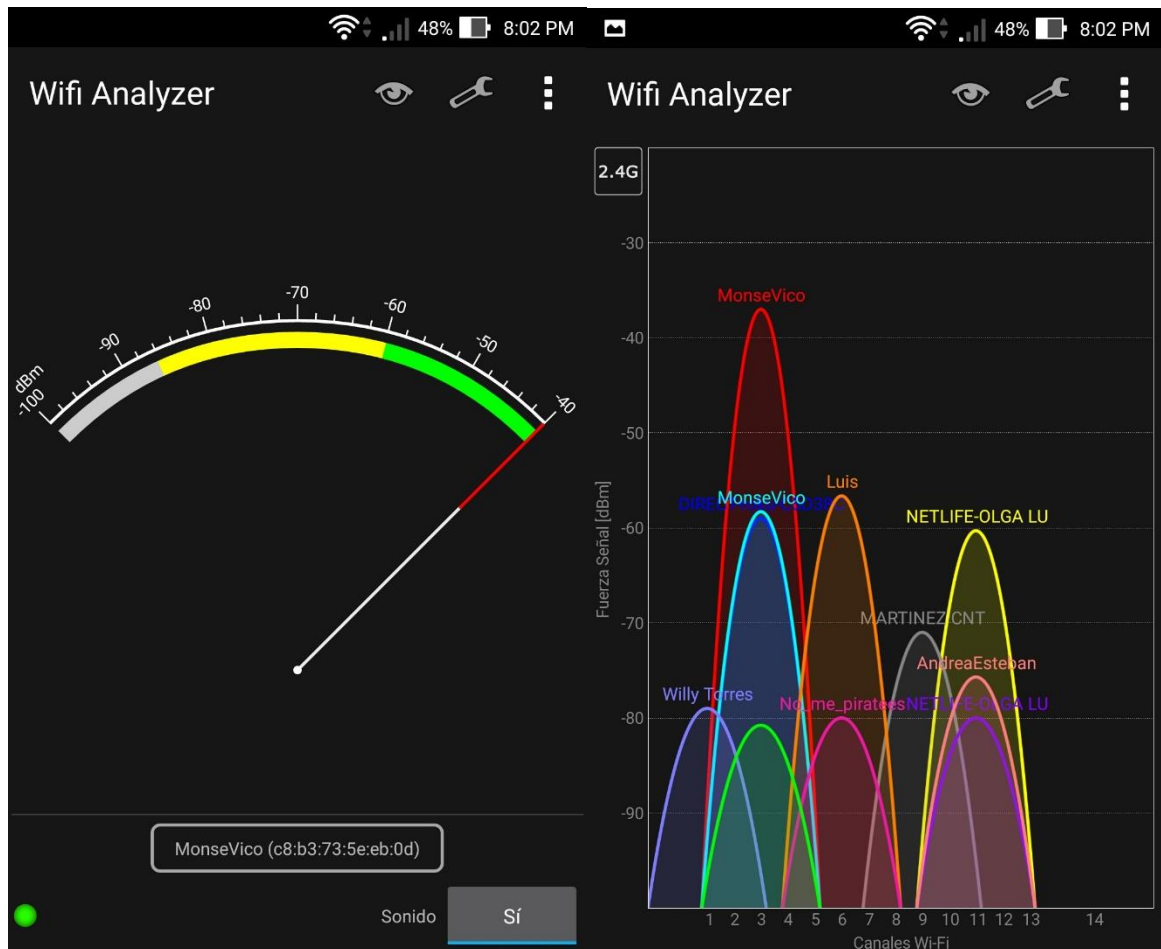 48% 8:02 PM
Wifi Analyzer
dBm
-100 -90 -80 -70 -60 -50 -40
MonseVico (c8:b3:73:5e:eb:0d)
Sonido Sí
48% 8:02 PM
Wifi Analyzer
2.4G
-30
MonseVico
-40
-50
Luis
MonseVico
NETLIFE-OLGA LU
-60
Fuerza Señal [dBm]
MARTINEZ CNT
-70
AndreaEsteban
Willy Torres
No_me_piratees
NETLIFE-OLGA LU
-80
-90
1 2 3 4 5 6 7 8 9 10 11 12 13 14
Canales Wi-Fi